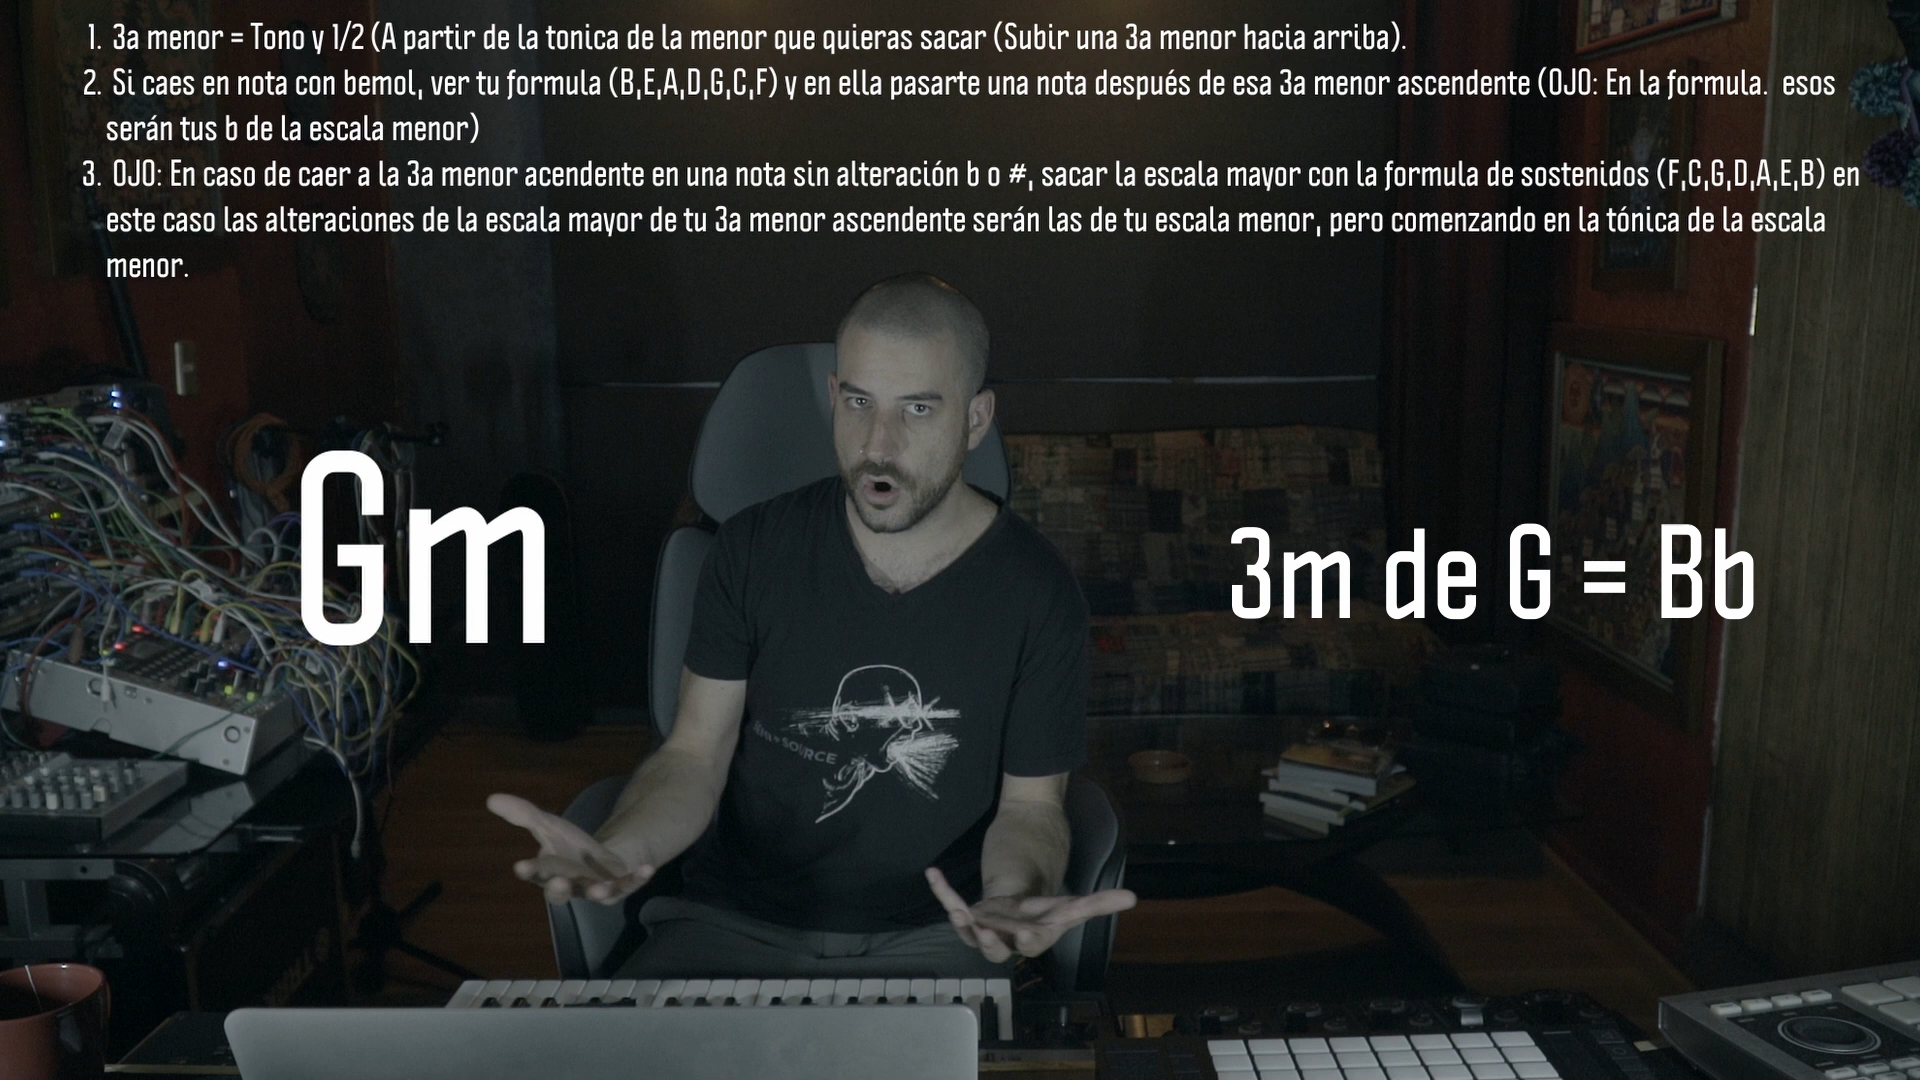 1. 3a menor = Tono y 1/2 (A partir de la tonica de la menor que quieras sacar (Subir una 3a menor hacia arriba).
2. Si caes en nota con bemol, ver tu formula (B,E,A,D,G,C,F) y en ella pasarte una nota después de esa 3a menor ascendente (OJO: En la formula. esos
serán tus b de la escala menor)
3. OJO: En caso de caer a la 3a menor acendente en una nota sin alteración b o #, sacar la escala mayor con la formula de sostenidos (F,C,G,D,A,E,B) en
este caso las alteraciones de la escala mayor de tu 3a menor ascendente serán las de tu escala menor, pero comenzando en la tónica de la escala
menor.
Gm
3m de G = Bb
SOURCE